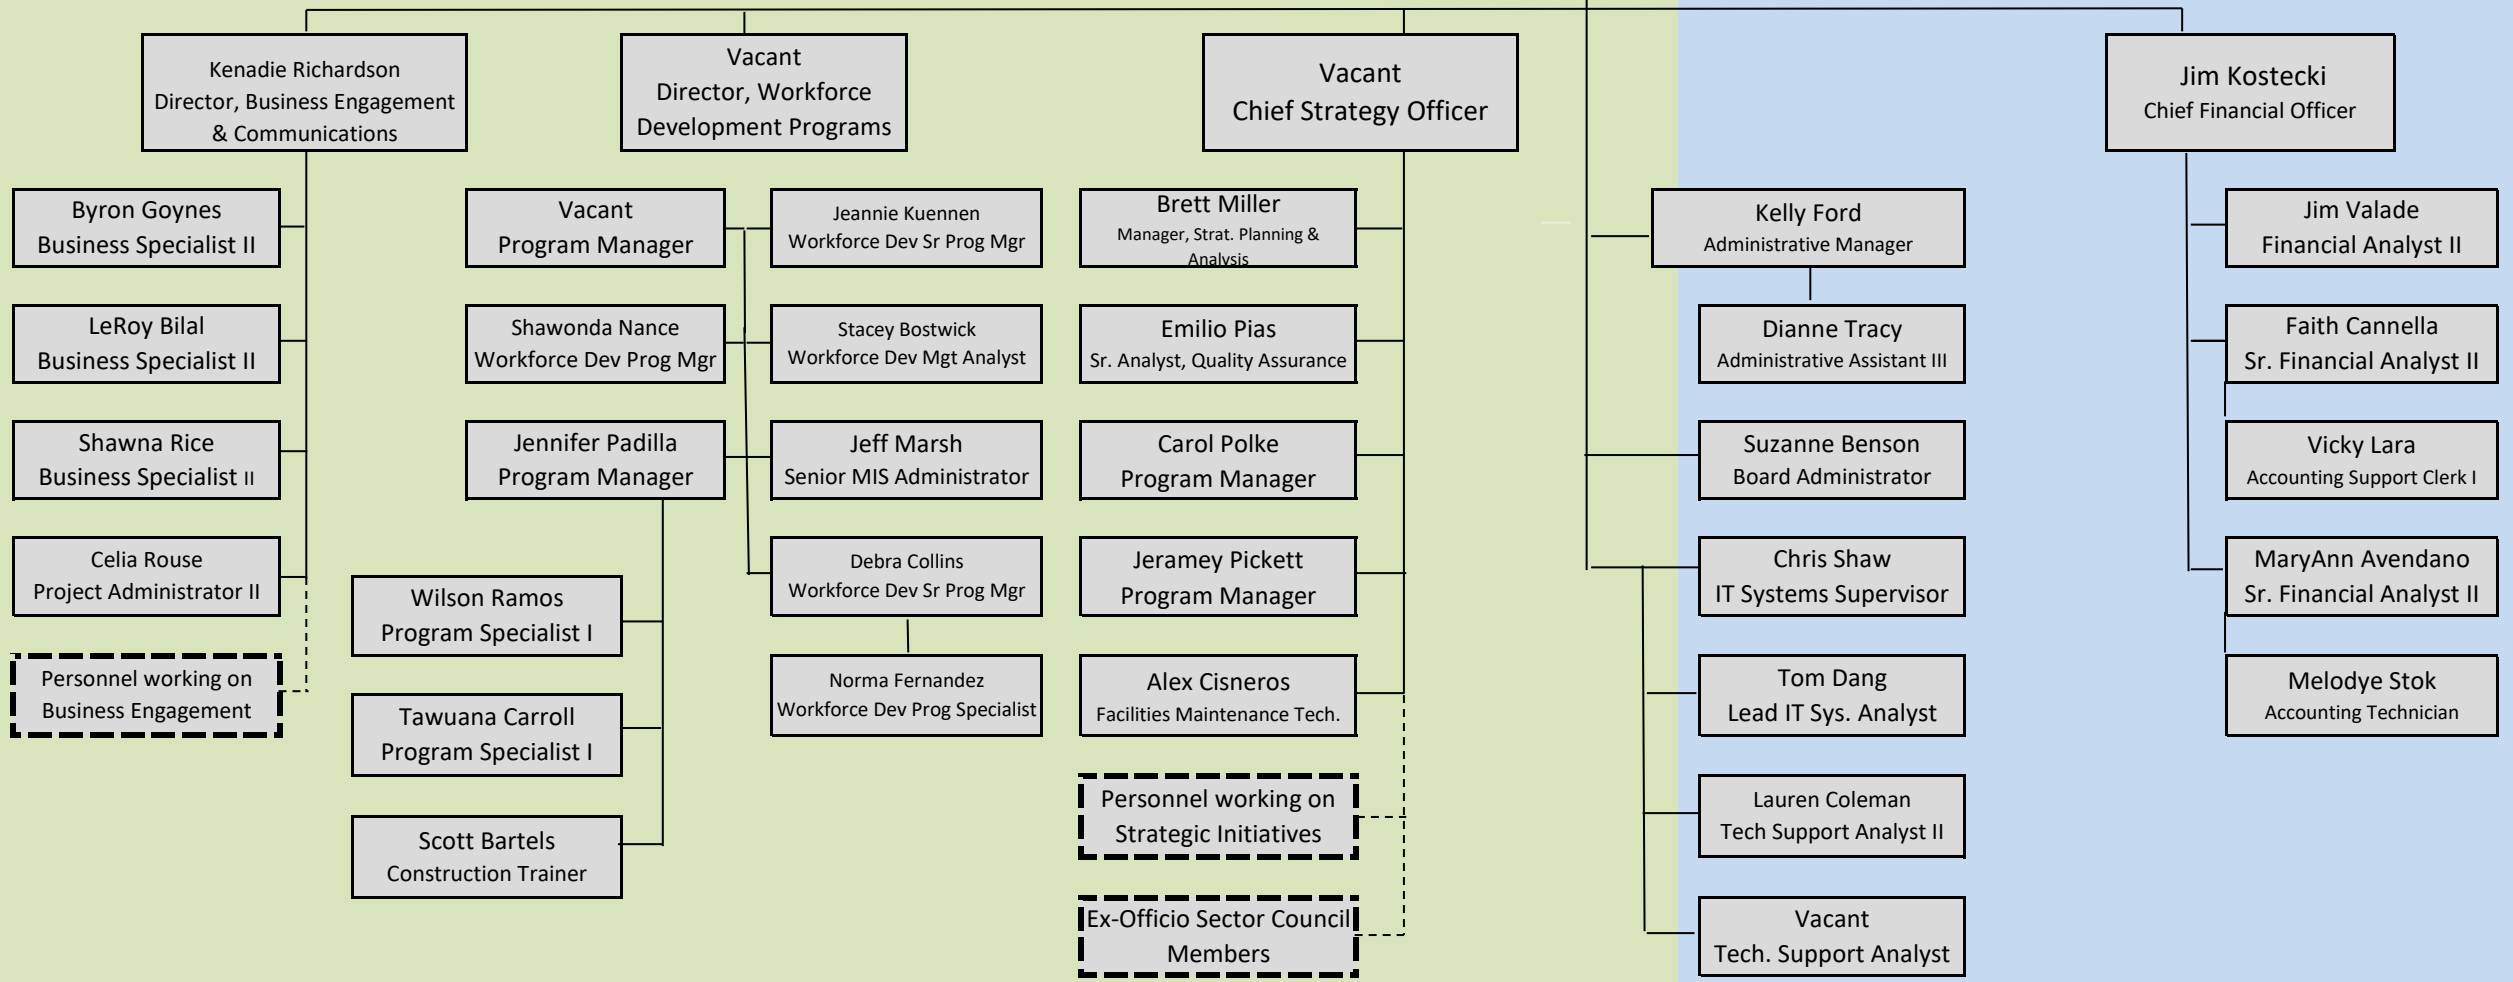 Kenadie Richardson
Director, Business Engagement
& Communications
Vacant
Director, Workforce
Development Programs
Vacant
Chief Strategy Officer
Jim Kostecki
Chief Financial Officer
Byron Goynes
Business Specialist II
LeRoy Bilal
Business Specialist II
Shawna Rice
Business Specialist II
Celia Rouse
Project Administrator II
Personnel working on
Business Engagement
Vacant
Program Manager
Shawonda Nance
Workforce Dev Prog Mgr
Jennifer Padilla
Program Manager
Wilson Ramos
Program Specialist I
Tawuana Carroll
Program Specialist I
Scott Bartels
Construction Trainer
Jeannie Kuennen
Workforce Dev Sr Prog Mgr
Stacey Bostwick
Workforce Dev Mgt Analyst
Jeff Marsh
Senior MIS Administrator
Debra Collins
Workforce Dev Sr Prog Mgr
Norma Fernandez
Workforce Dev Prog Specialist
Brett Miller
Manager, Strat. Planning &
Analysis
Emilio Pias
Sr. Analyst, Quality Assurance
Carol Polke
Program Manager
Jeramey Pickett
Program Manager
Alex Cisneros
Facilities Maintenance Tech.
Personnel working on
Strategic Initiatives
Ex-Officio Sector Council
Members
Kelly Ford
Administrative Manager
Dianne Tracy
Administrative Assistant III
Suzanne Benson
Board Administrator
Chris Shaw
IT Systems Supervisor
Tom Dang
Lead IT Sys. Analyst
Lauren Coleman
Tech Support Analyst II
Vacant
Tech. Support Analyst
Jim Valade
Financial Analyst II
Faith Cannella
Sr. Financial Analyst II
Vicky Lara
Accounting Support Clerk I
MaryAnn Avendano
Sr. Financial Analyst II
Melodye Stok
Accounting Technician